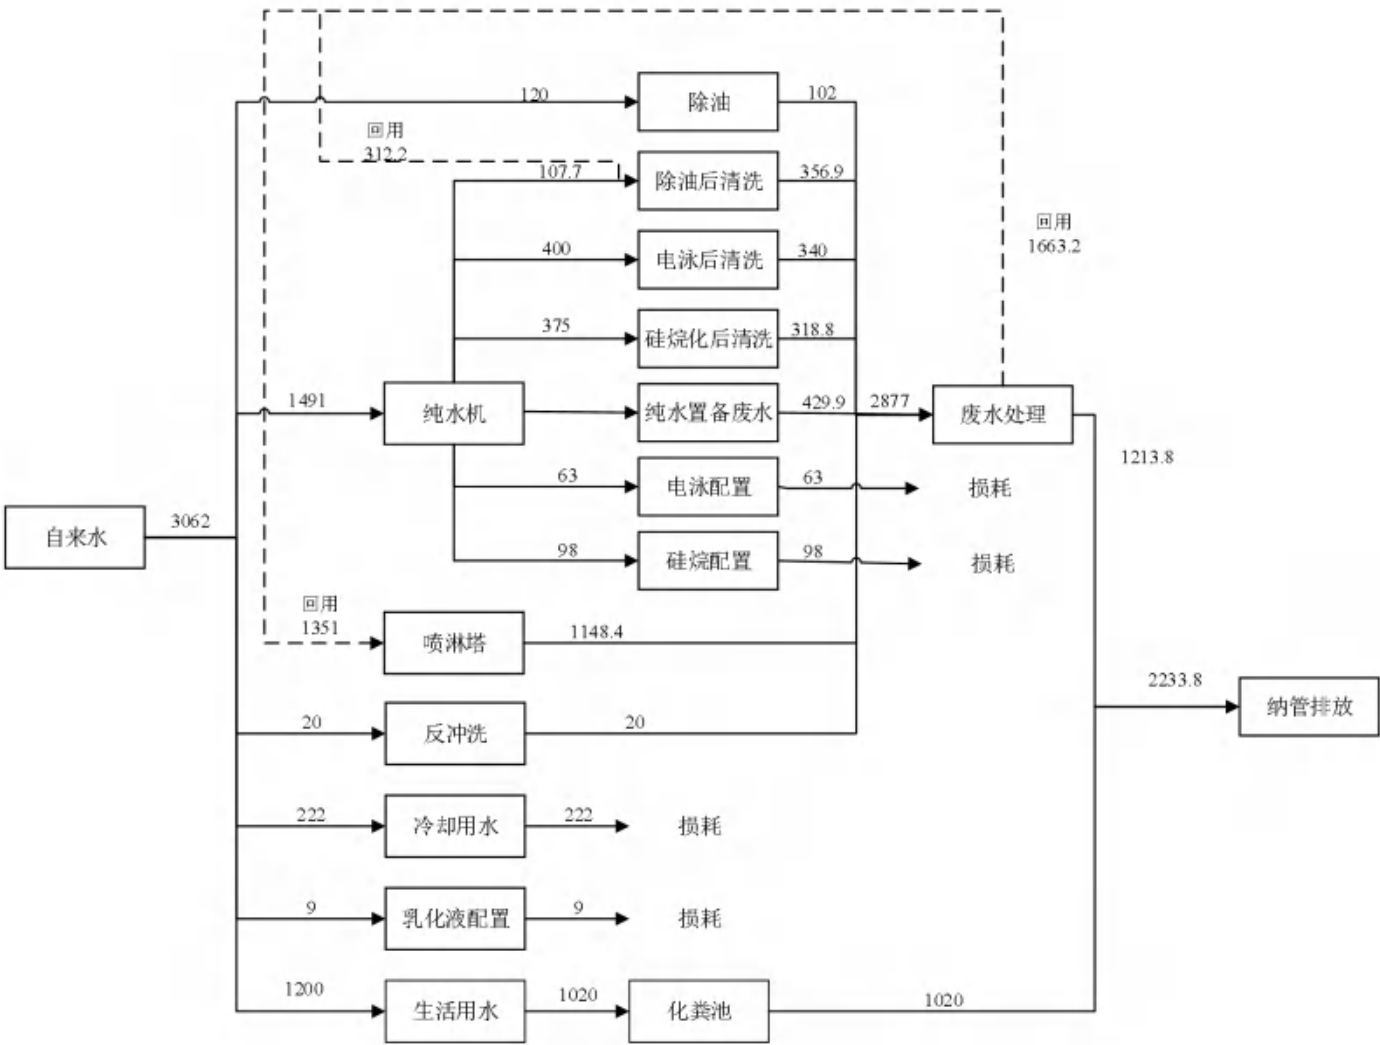 120
除油
102
回用
312.2
107.7
除油后清洗
356.9
回用
1663.2
400
电泳后清洗
340
375
硅烷化后清洗
318.8
1491
纯水机
纯水置备废水
429.9
2877
废水处理
1213.8
63
电泳配置
63
损耗
自来水
3062
98
硅烷配置
98
损耗
回用
1351
喷淋塔
1148.4
2233.8
纳管排放
20
反冲洗
20
222
冷却用水
222
损耗
9
乳化液配置
9
损耗
1200
生活用水
1020
化粪池
1020